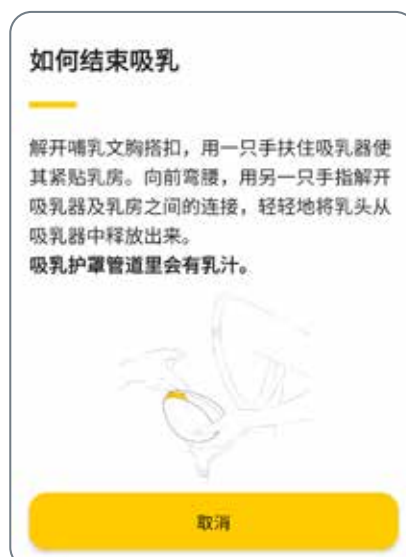 如何结束吸乳
解开哺乳文胸搭扣，用一只手扶住吸乳器使
其紧贴乳房。向前弯腰，用另一只手指解开
吸乳器及乳房之间的连接，轻轻地将乳头从
吸乳器中释放出来。
吸乳护罩管道里会有乳汁。
取消